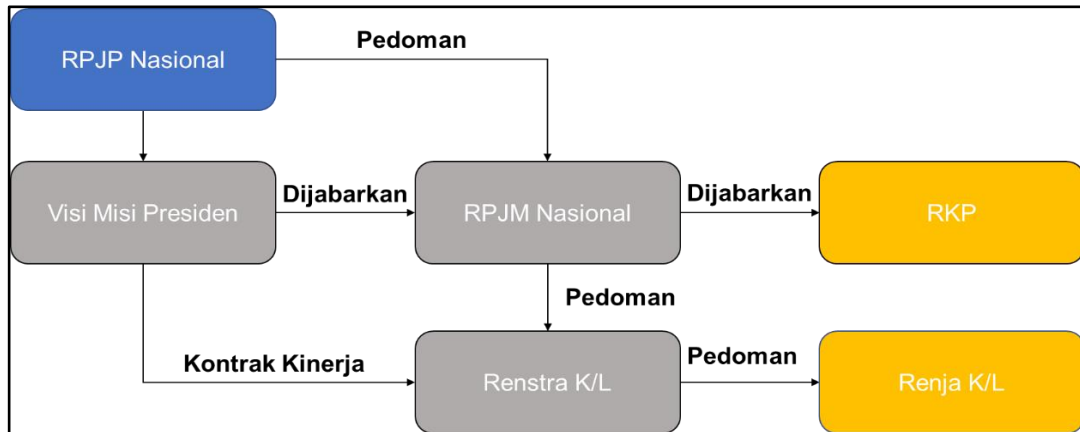 Pedoman
RPJP Nasional
Visi Misi Presiden
Dijabarkan
RPJM Nasional
Dijabarkan
RKP
Pedoman
Kontrak Kinerja
Renstra K/L
Pedoman
Renja K/L